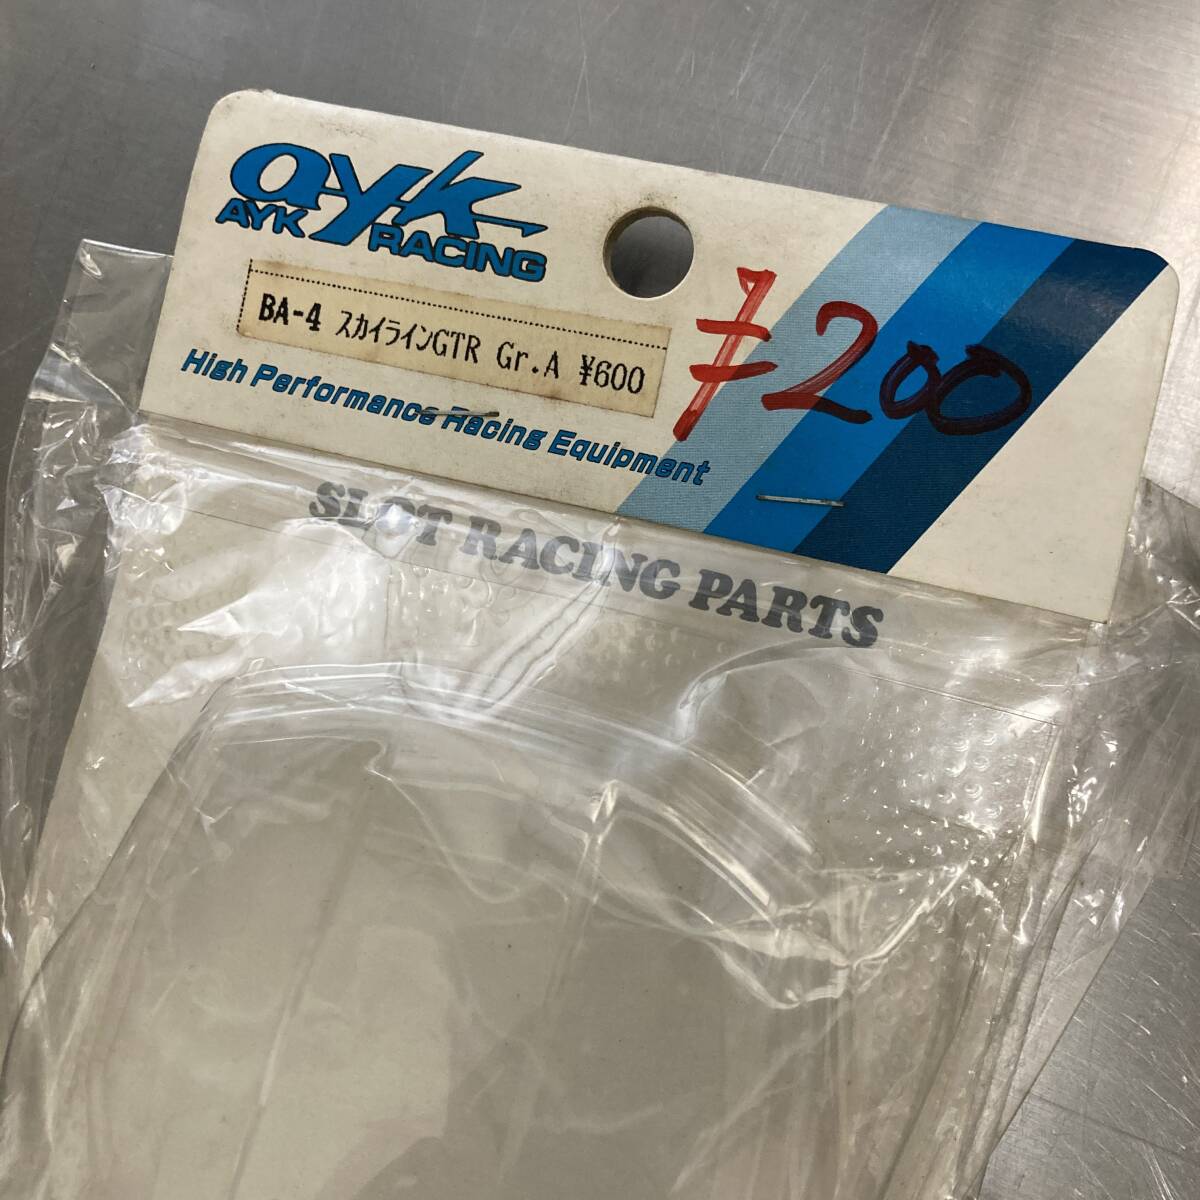 ayk
AYK RACING
BA-4 スカイラインGTR Gr.A ¥600
¥200
High Performance Racing Equipment
SLOT RACING PARTS